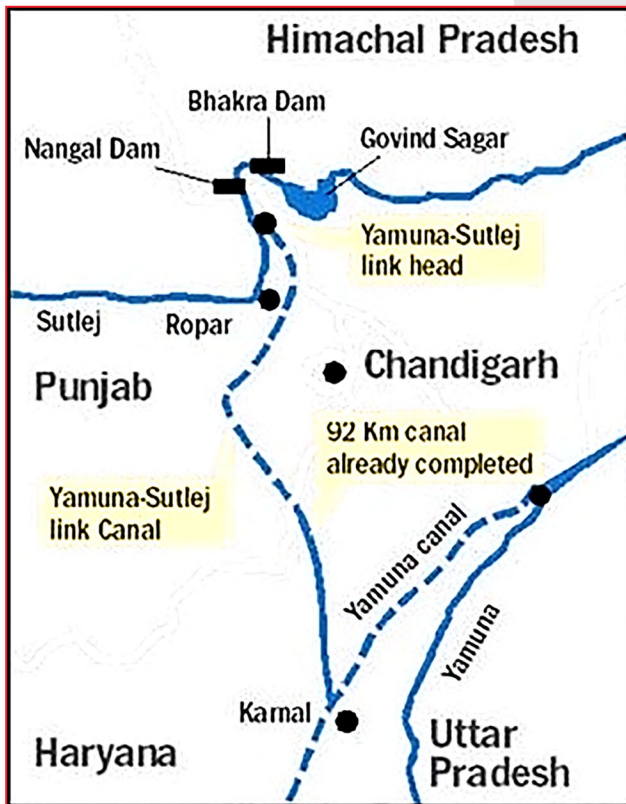 Himachal Pradesh
Bhakra Dam
Nangal Dam
Govind Sagar
Yamuna-Sutlej
link head
Sutlej
Ropar
Punjab
Chandigarh
92 Km canal
already completed
Yamuna-Sutlej
link Canal
Yamuna canal
Yamuna
Karnal
Haryana
Uttar
Pradesh